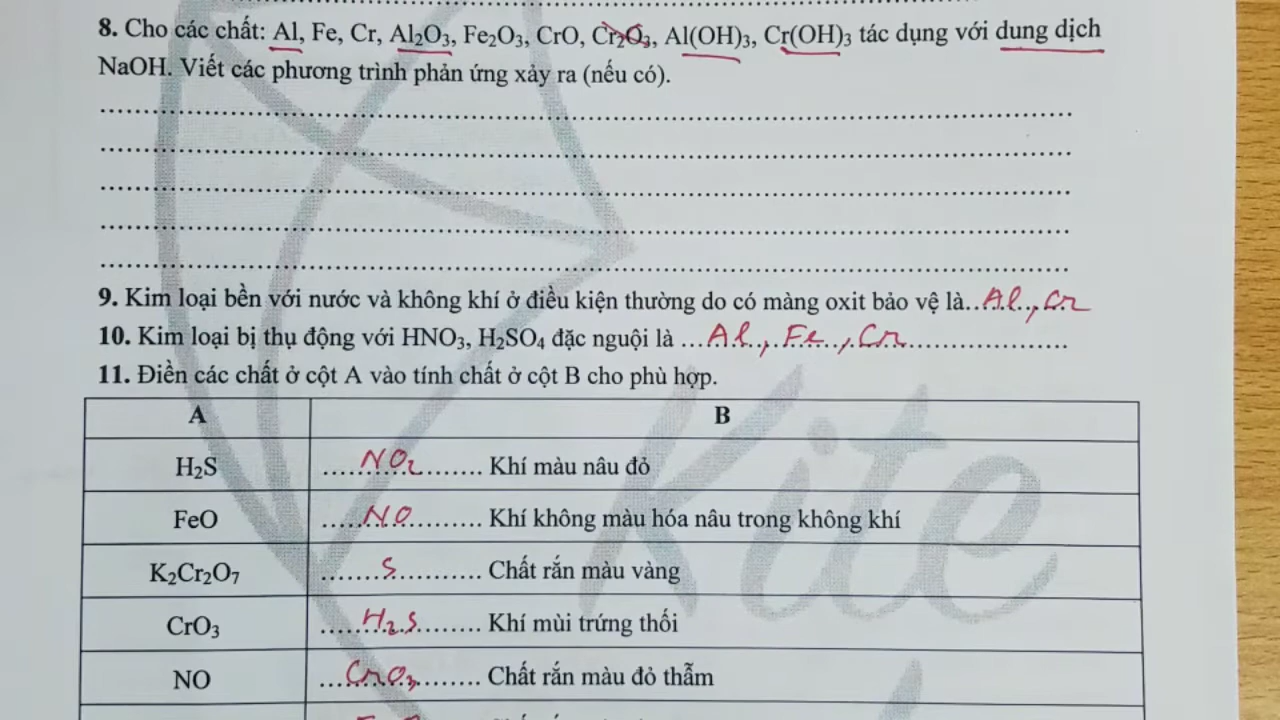 8. Cho các chất: Al, Fe, Cr, Al₂O₃, Fe₂O₃, CrO, Cr₂O₃, Al(OH)₃, Cr(OH)₃ tác dụng với dung dịch
NaOH. Viết các phương trình phản ứng xảy ra (nếu có).
9. Kim loại bền với nước và không khí ở điều kiện thường do có màng oxit bảo vệ là..Al, Cr
10. Kim loại bị thụ động với HNO₃, H₂SO₄ đặc nguội là ...Al, Fe, Cr
11. Điền các chất ở cột A vào tính chất ở cột B cho phù hợp.
A B
H₂S NO₂ Khí màu nâu đỏ
FeO NO Khí không màu hóa nâu trong không khí
K₂Cr₂O₇ S Chất rắn màu vàng
CrO₃ H₂S Khí mùi trứng thối
NO CrO₃ Chất rắn màu đỏ thẫm
Kite